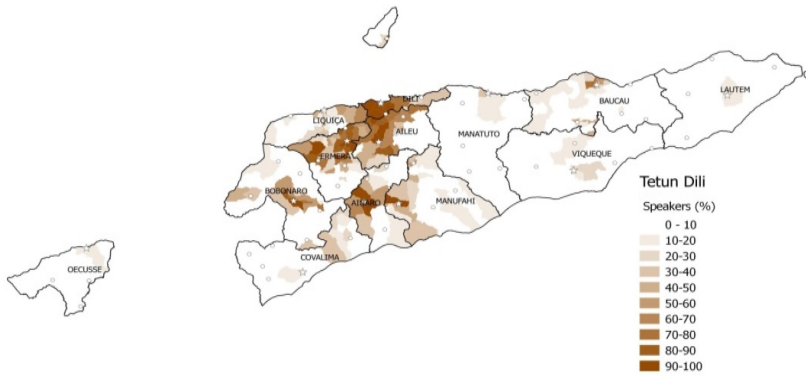 DILI
LAUTEM
BAUCAU
LIQUIÇA
AILEU
MANATUTO
ERMERA
VIQUEQUE
BOBONARO
AINARO
MANUFAHI
COVALIMA
OECUSSE
Tetun Dili
Speakers (%)
0 - 10
10-20
20-30
30-40
40-50
50-60
60-70
70-80
80-90
90-100